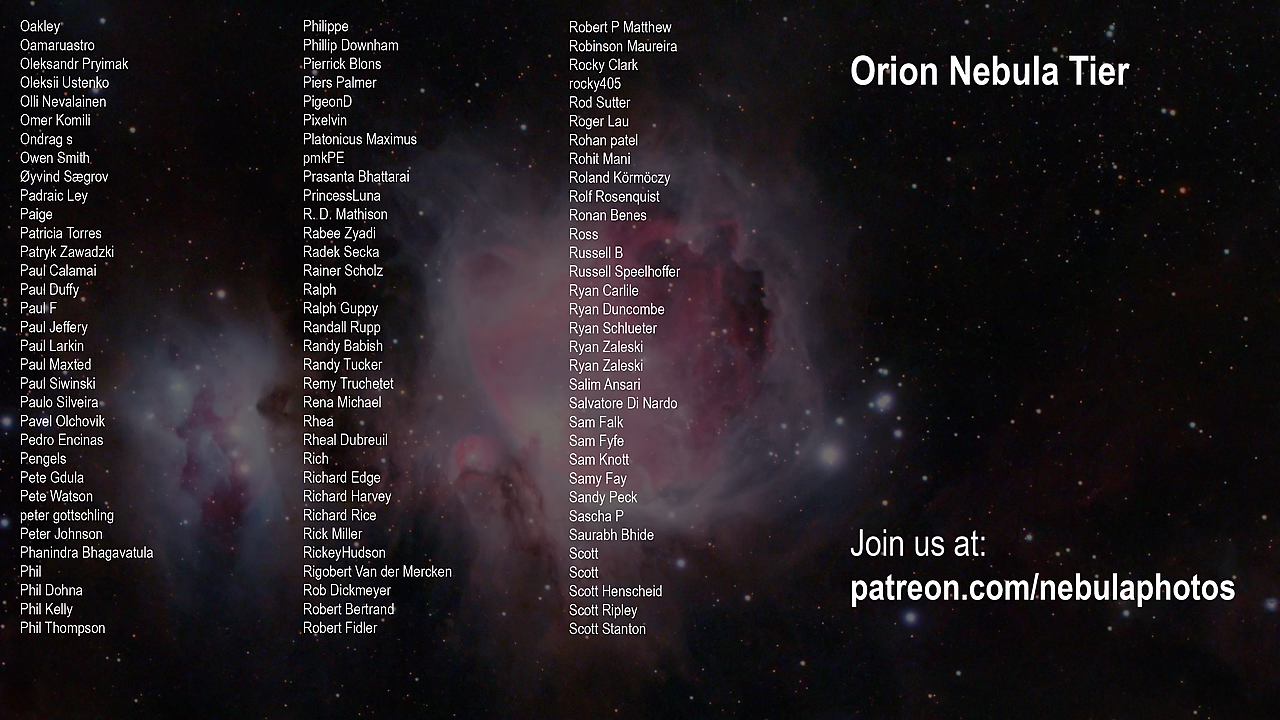 Oakley
Oamaruastro
Oleksandr Pryimak
Oleksii Ustenko
Olli Nevalainen
Omer Komili
Ondrag s
Owen Smith
Øyvind Sægrov
Padraic Ley
Paige
Patricia Torres
Patryk Zawadzki
Paul Calamai
Paul Duffy
Paul F
Paul Jeffery
Paul Larkin
Paul Maxted
Paul Siwinski
Paulo Silveira
Pavel Olchovik
Pedro Encinas
Pengels
Pete Gdula
Pete Watson
peter gottschling
Peter Johnson
Phanindra Bhagavatula
Phil
Phil Dohna
Phil Kelly
Phil Thompson
Philippe
Phillip Downham
Pierrick Blons
Piers Palmer
PigeonD
Pixelvin
Platonicus Maximus
pmkPE
Prasanta Bhattarai
PrincessLuna
R. D. Mathison
Rabee Zyadi
Radek Secka
Rainer Scholz
Ralph
Ralph Guppy
Randall Rupp
Randy Babish
Randy Tucker
Remy Truchetet
Rena Michael
Rhea
Rheal Dubreuil
Rich
Richard Edge
Richard Harvey
Richard Rice
Rick Miller
RickeyHudson
Rigobert Van der Mercken
Rob Dickmeyer
Robert Bertrand
Robert Fidler
Robert P Matthew
Robinson Maureira
Rocky Clark
rocky405
Rod Sutter
Roger Lau
Rohan patel
Rohit Mani
Roland Körmöczy
Rolf Rosenquist
Ronan Benes
Ross
Russell B
Russell Speelhoffer
Ryan Carlile
Ryan Duncombe
Ryan Schlueter
Ryan Zaleski
Ryan Zaleski
Salim Ansari
Salvatore Di Nardo
Sam Falk
Sam Fyfe
Sam Knott
Samy Fay
Sandy Peck
Sascha P
Saurabh Bhide
Scott
Scott
Scott Henscheid
Scott Ripley
Scott Stanton
Orion Nebula Tier
Join us at:
patreon.com/nebulaphotos